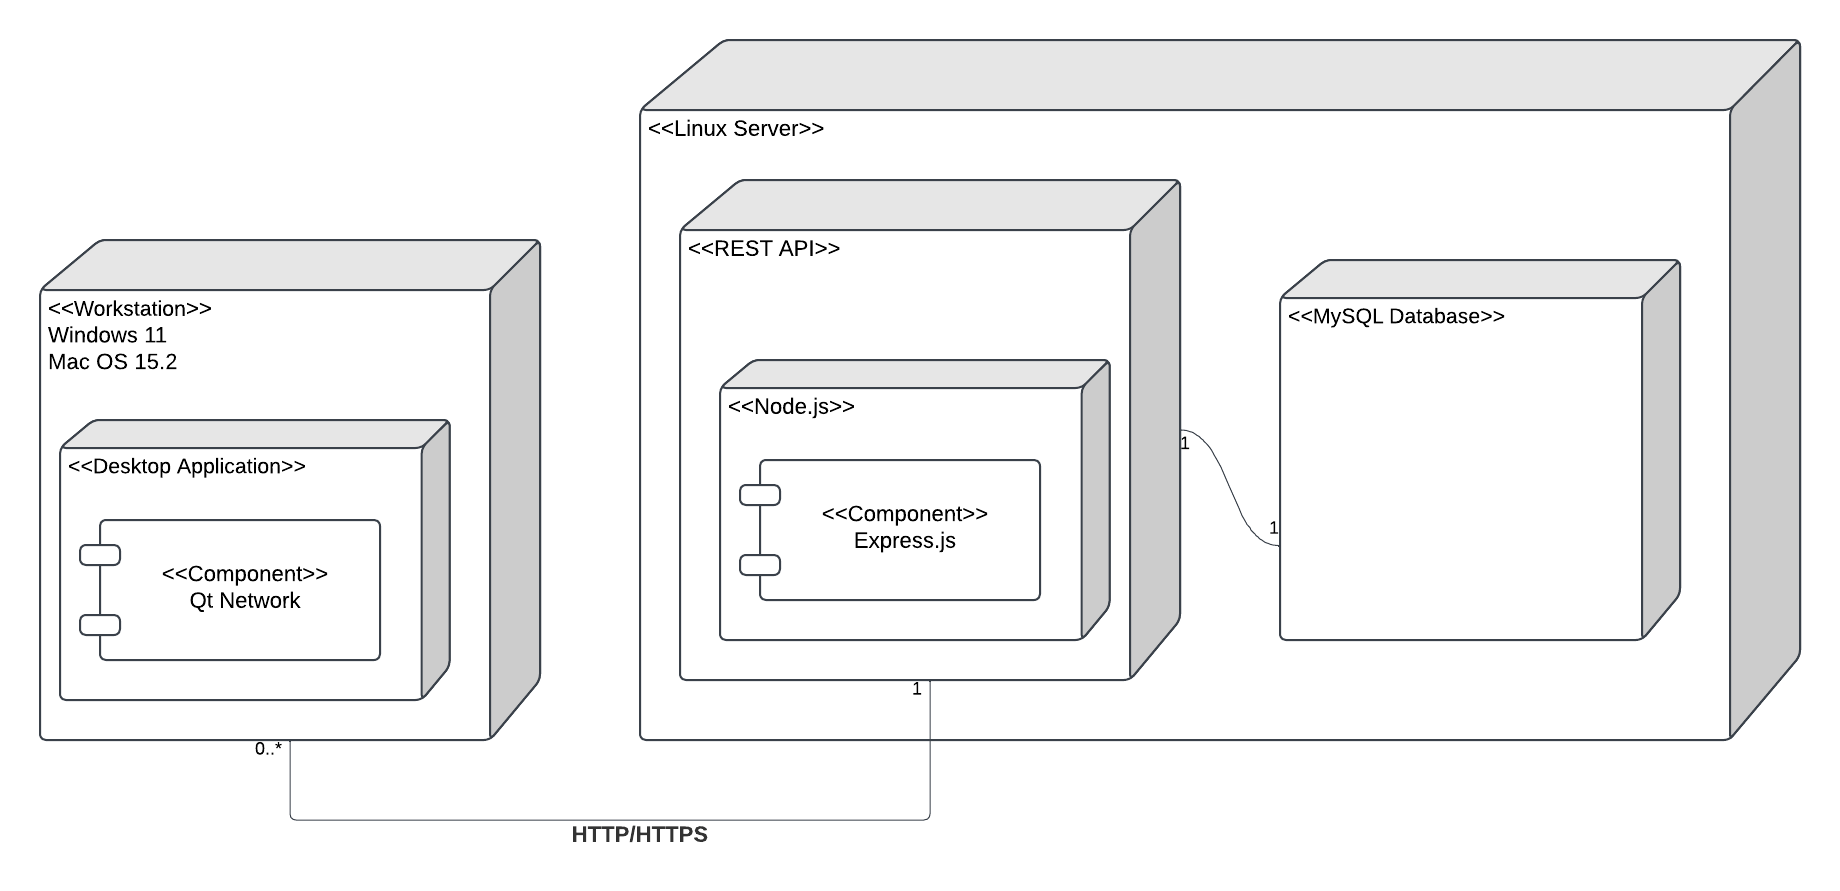 <<Linux Server>>
<<REST API>>
<<Workstation>>
Windows 11
Mac OS 15.2
<<MySQL Database>>
<<Node.js>>
1
<<Desktop Application>>
<<Component>>
Express.js
1
<<Component>>
Qt Network
1
0..*
HTTP/HTTPS